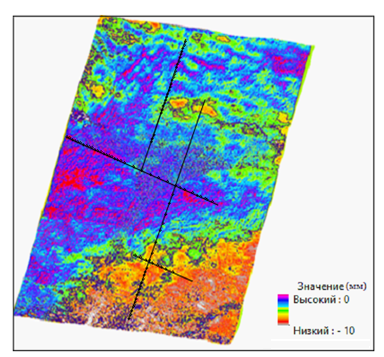 Значение (мм)
Высокий : 0
Низкий : - 10